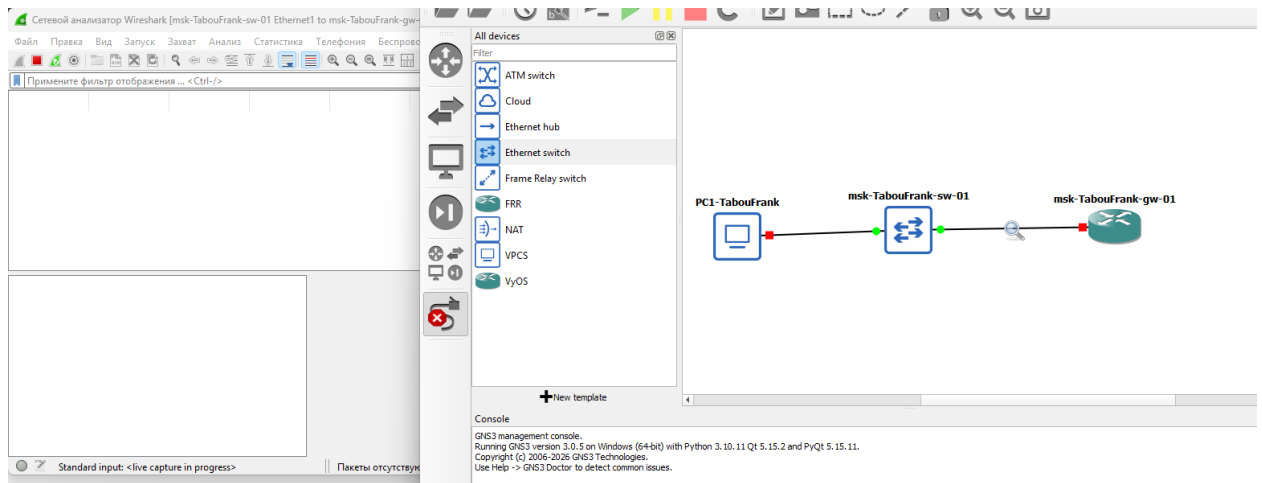 Сетевой анализатор Wireshark [msk-TabouFrank-sw-01 Ethernet1 to msk-TabouFrank-gw-
Файл Правка Вид Запуск Захват Анализ Статистика Телефония Беспрово
Примените фильтр отображения ... <Ctrl-/>
Standard input: <live capture in progress>
Пакеты отсутствую
All devices
Filter
ATM switch
Cloud
Ethernet hub
Ethernet switch
Frame Relay switch
FRR
NAT
VPCS
VyOS
New template
PC1-TabouFrank
msk-TabouFrank-sw-01
msk-TabouFrank-gw-01
Console
GNS3 management console.
Running GNS3 version 3.0.5 on Windows (64-bit) with Python 3.10.11 Qt 5.15.2 and PyQt 5.15.11.
Copyright (c) 2006-2026 GNS3 Technologies.
Use Help -> GNS3 Doctor to detect common issues.